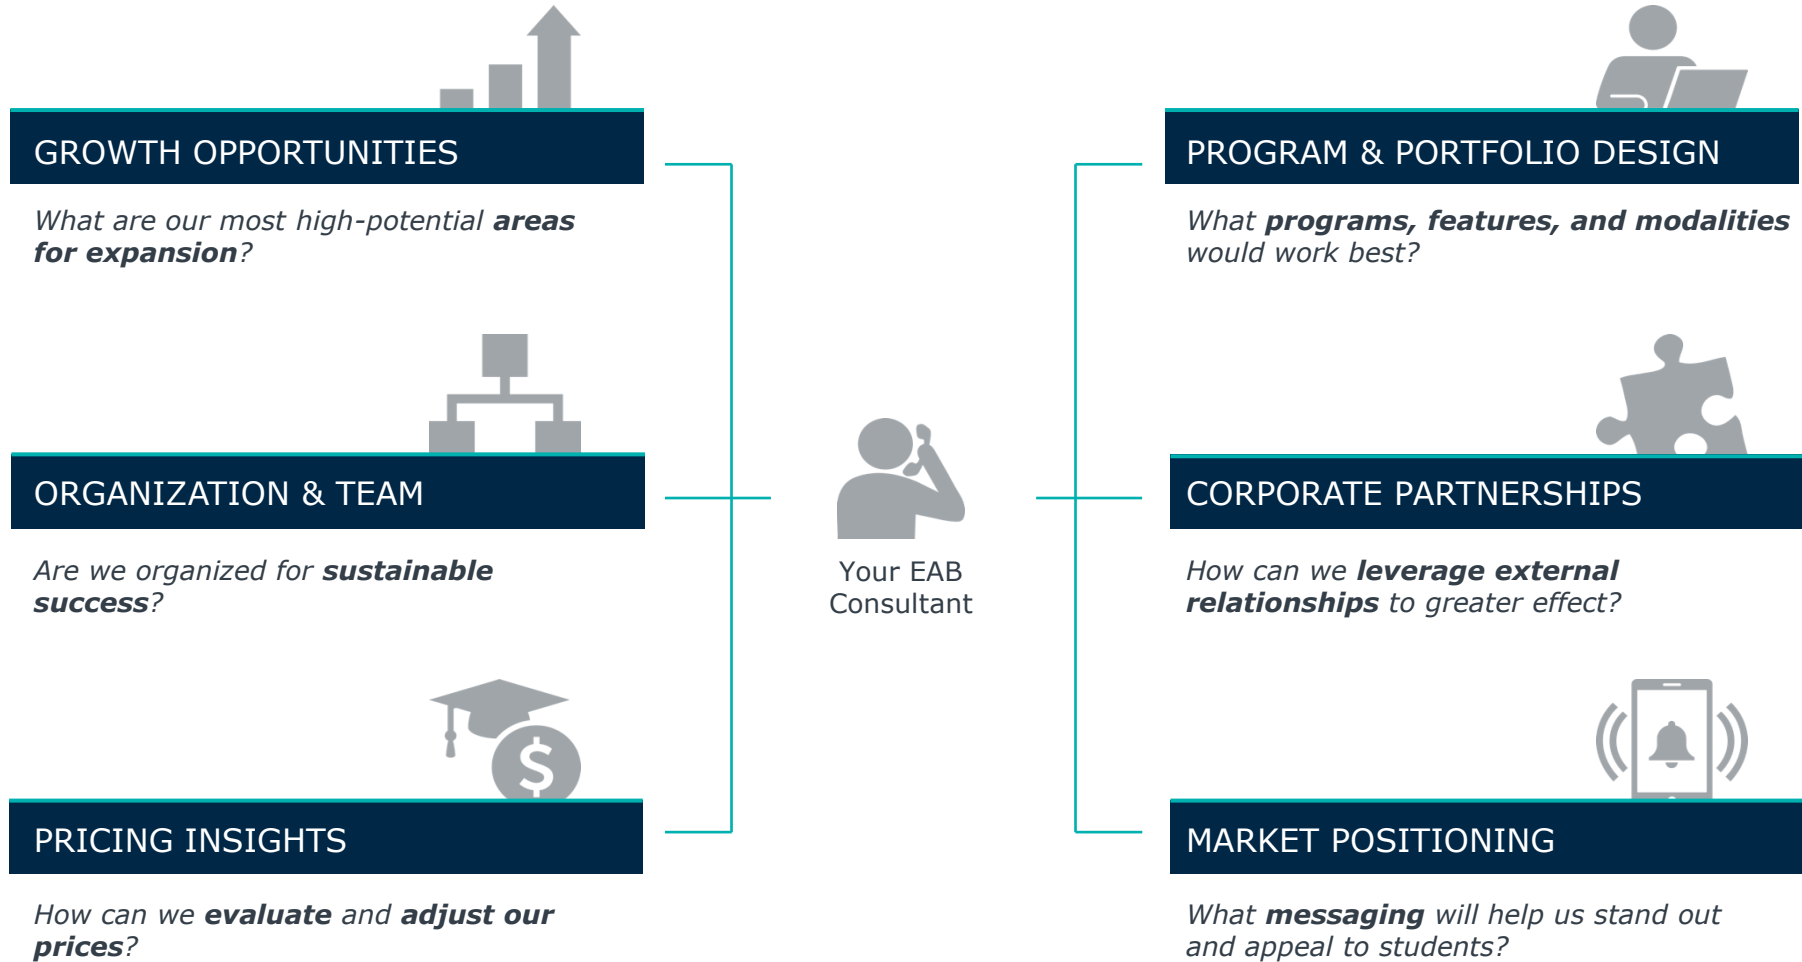 GROWTH OPPORTUNITIES
What are our most high-potential areas
for expansion?
ORGANIZATION & TEAM
Are we organized for sustainable
success?
PRICING INSIGHTS
$
How can we evaluate and adjust our
prices?
Your EAB
Consultant
PROGRAM & PORTFOLIO DESIGN
What programs, features, and modalities
would work best?
CORPORATE PARTNERSHIPS
How can we leverage external
relationships to greater effect?
MARKET POSITIONING
What messaging will help us stand out
and appeal to students?